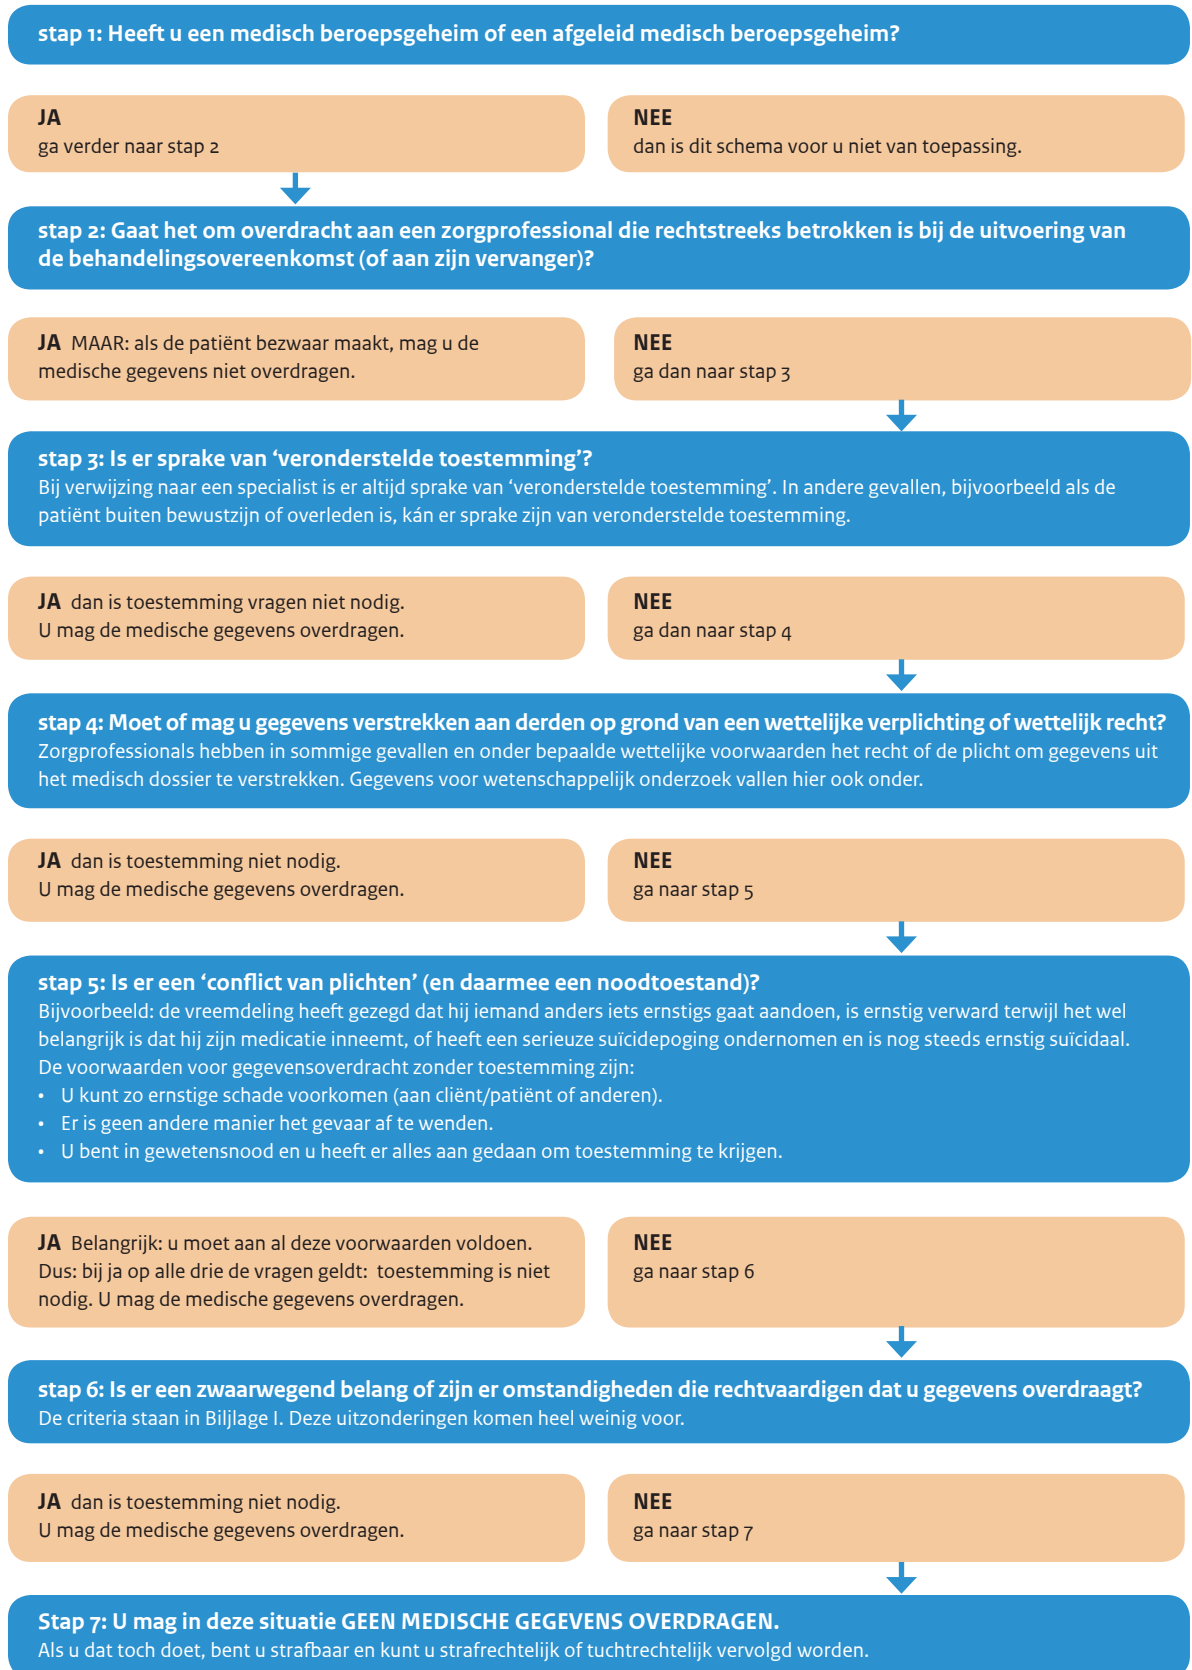 stap 1: Heeft u een medisch beroepsgeheim of een afgeleid medisch beroepsgeheim?
JA
ga verder naar stap 2
NEE
dan is dit schema voor u niet van toepassing.
stap 2: Gaat het om overdracht aan een zorgprofessional die rechtstreeks betrokken is bij de uitvoering van
de behandelingsovereenkomst (of aan zijn vervanger)?
JA MAAR: als de patiënt bezwaar maakt, mag u de
medische gegevens niet overdragen.
NEE
ga dan naar stap 3
stap 3: Is er sprake van ‘veronderstelde toestemming’?
Bij verwijzing naar een specialist is er altijd sprake van ‘veronderstelde toestemming’. In andere gevallen, bijvoorbeeld als de
patiënt buiten bewustzijn of overleden is, kán er sprake zijn van veronderstelde toestemming.
JA dan is toestemming vragen niet nodig.
U mag de medische gegevens overdragen.
NEE
ga dan naar stap 4
stap 4: Moet of mag u gegevens verstrekken aan derden op grond van een wettelijke verplichting of wettelijk recht?
Zorgprofessionals hebben in sommige gevallen en onder bepaalde wettelijke voorwaarden het recht of de plicht om gegevens uit
het medisch dossier te verstrekken. Gegevens voor wetenschappelijk onderzoek vallen hier ook onder.
JA dan is toestemming niet nodig.
U mag de medische gegevens overdragen.
NEE
ga naar stap 5
stap 5: Is er een ‘conflict van plichten’ (en daarmee een noodtoestand)?
Bijvoorbeeld: de vreemdeling heeft gezegd dat hij iemand anders iets ernstigs gaat aandoen, is ernstig verward terwijl het wel
belangrijk is dat hij zijn medicatie inneemt, of heeft een serieuze suïcidepoging ondernomen en is nog steeds ernstig suïcidaal.
De voorwaarden voor gegevensoverdracht zonder toestemming zijn:
• U kunt zo ernstige schade voorkomen (aan cliënt/patiënt of anderen).
• Er is geen andere manier het gevaar af te wenden.
• U bent in gewetensnood en u heeft er alles aan gedaan om toestemming te krijgen.
JA Belangrijk: u moet aan al deze voorwaarden voldoen.
Dus: bij ja op alle drie de vragen geldt: toestemming is niet
nodig. U mag de medische gegevens overdragen.
NEE
ga naar stap 6
stap 6: Is er een zwaarwegend belang of zijn er omstandigheden die rechtvaardigen dat u gegevens overdraagt?
De criteria staan in Biljlage I. Deze uitzonderingen komen heel weinig voor.
JA dan is toestemming niet nodig.
U mag de medische gegevens overdragen.
NEE
ga naar stap 7
Stap 7: U mag in deze situatie GEEN MEDISCHE GEGEVENS OVERDRAGEN.
Als u dat toch doet, bent u strafbaar en kunt u strafrechtelijk of tuchtrechtelijk vervolgd worden.